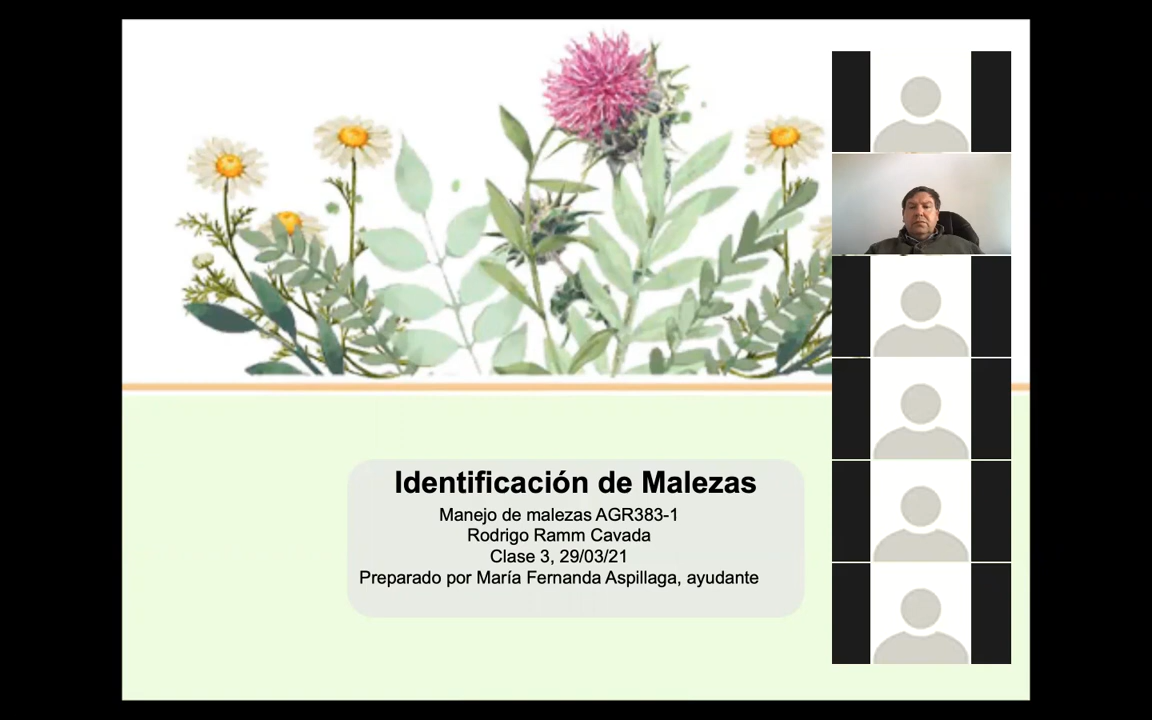 Identificación de Malezas
Manejo de malezas AGR383-1
Rodrigo Ramm Cavada
Clase 3, 29/03/21
Preparado por María Fernanda Aspillaga, ayudante